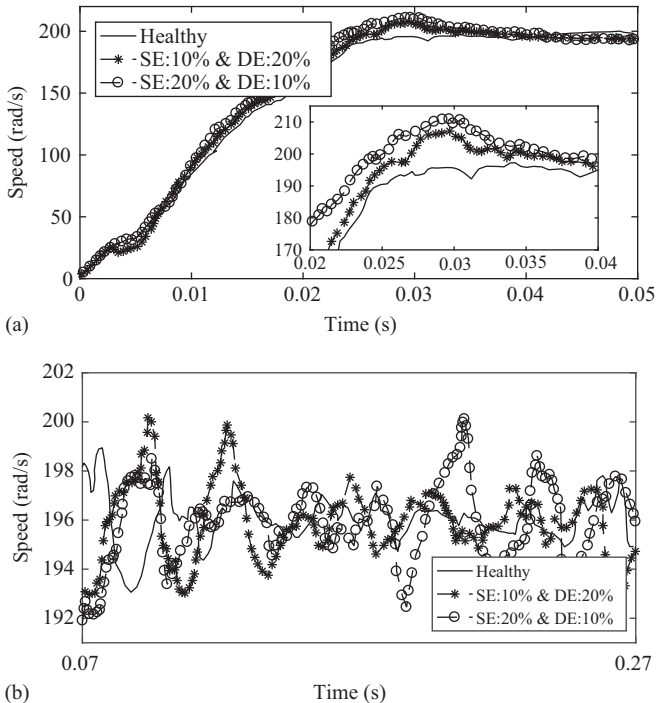 200
150
100
50
0
Speed (rad/s)
Healthy
SE:10% & DE:20%
SE:20% & DE:10%
210
200
190
180
170
0.02
0.025
0.03
0.035
0.04
0
0.01
0.02
0.03
0.04
0.05
(a)
Time (s)
202
200
198
196
194
192
Speed (rad/s)
Healthy
SE:10% & DE:20%
SE:20% & DE:10%
0.07
0.27
(b)
Time (s)